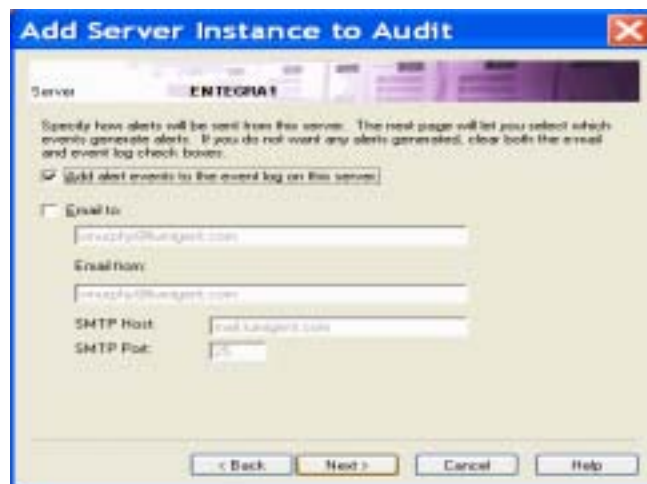 Add Server Instance to Audit
Server ENTEGRA1
Specify how alerts will be sent from this server. The next page will let you select which
events generate alerts. If you do not want any alerts generated, clear both the e-mail
and event log check boxes.
Add alert events to the event log on this server.
Email to:
Email from:
SMTP Host:
SMTP Port:
25
< Back
Next >
Cancel
Help